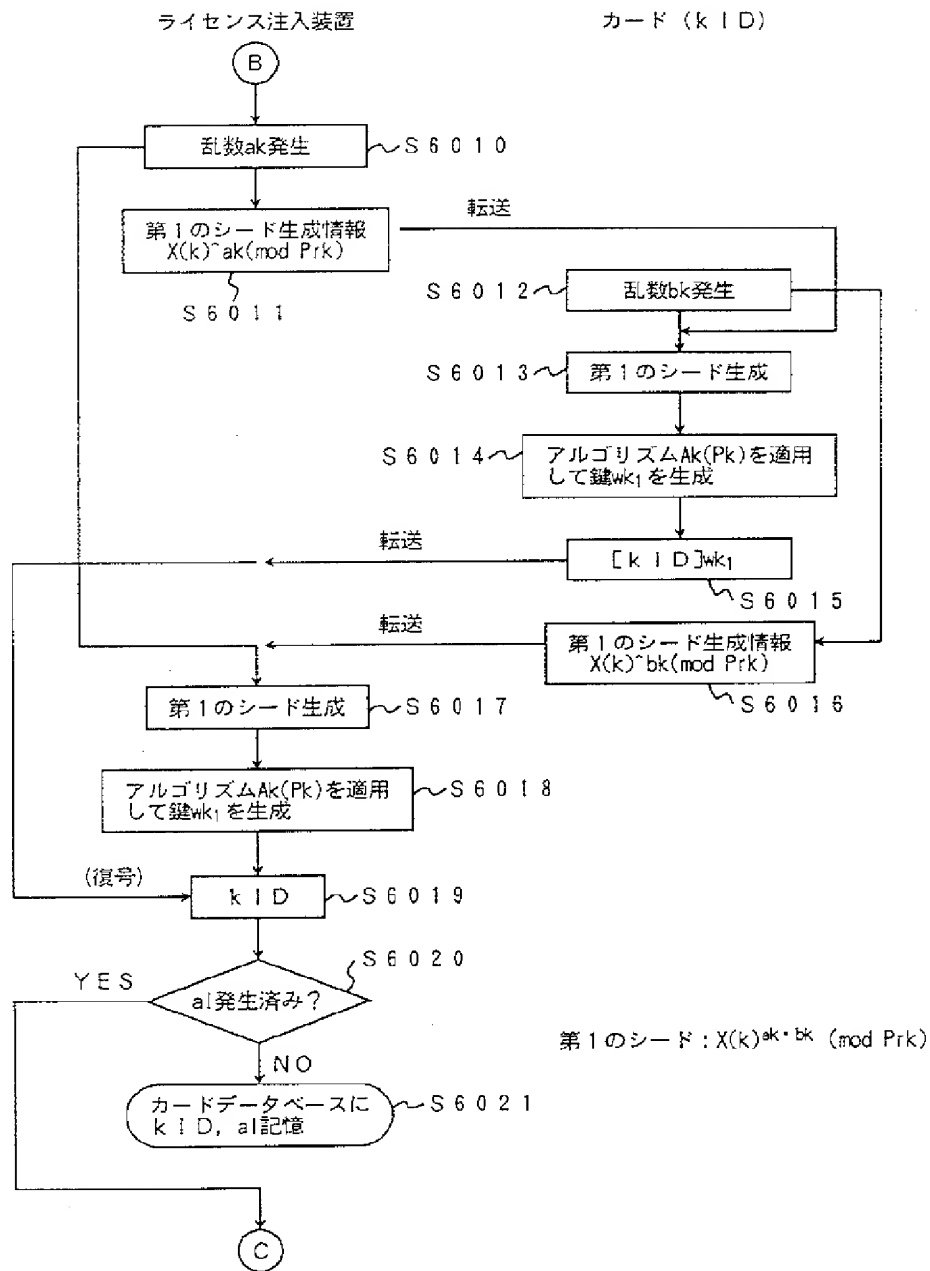 ライセンス注入装置
カード (kID)
B
乱数ak発生
S6010
転送
第1のシード生成情報
X(k)^ak(mod Prk)
S6011
S6012
乱数bk発生
S6013
第1のシード生成
S6014
アルゴリズムAk(Pk)を適用
して鍵wk₁を生成
転送
[kID]wk₁
S6015
転送
第1のシード生成情報
X(k)^bk(mod Prk)
S6016
第1のシード生成
S6017
アルゴリズムAk(Pk)を適用
して鍵wk₁を生成
S6018
(復号)
kID
S6019
S6020
YES
al発生済み?
第1のシード:X(k)^ak・bk (mod Prk)
NO
カードデータベースに
kID, al記憶
S6021
C